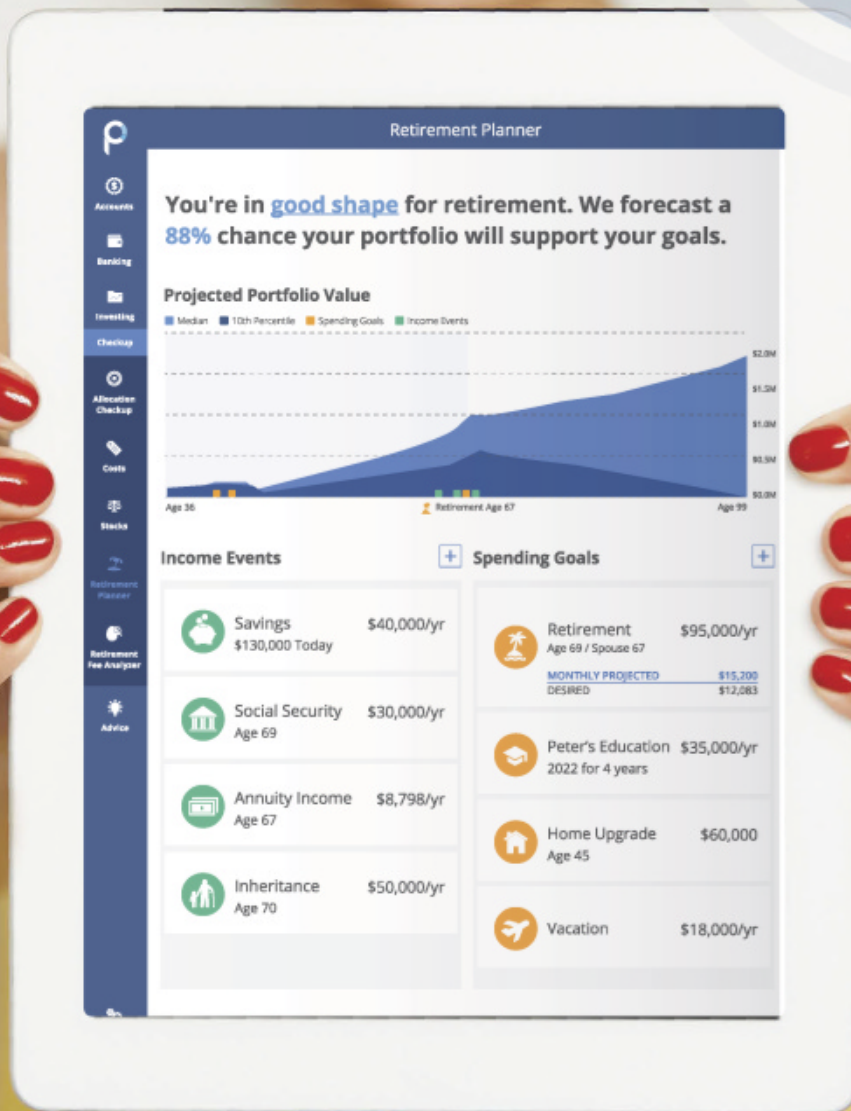 Retirement Planner
Accounts
Banking
Investing
Checkup
Allocation
Checkup
Costs
Stocks
Retirement
Planner
Retirement
Fee Analyzer
Advice
You're in good shape for retirement. We forecast a
88% chance your portfolio will support your goals.
Projected Portfolio Value
Median 10th Percentile Spending Goals Income Events
$2.0M
$1.5M
$1.0M
$0.5M
$0.0M
Age 36 Retirement Age 67 Age 99
Income Events +
Savings $40,000/yr
$130,000 Today
Social Security $30,000/yr
Age 69
Annuity Income $8,798/yr
Age 67
Inheritance $50,000/yr
Age 70
Spending Goals +
Retirement $95,000/yr
Age 69 / Spouse 67
MONTHLY PROJECTED $15,200
DESIRED $12,083
Peter's Education $35,000/yr
2022 for 4 years
Home Upgrade $60,000
Age 45
Vacation $18,000/yr